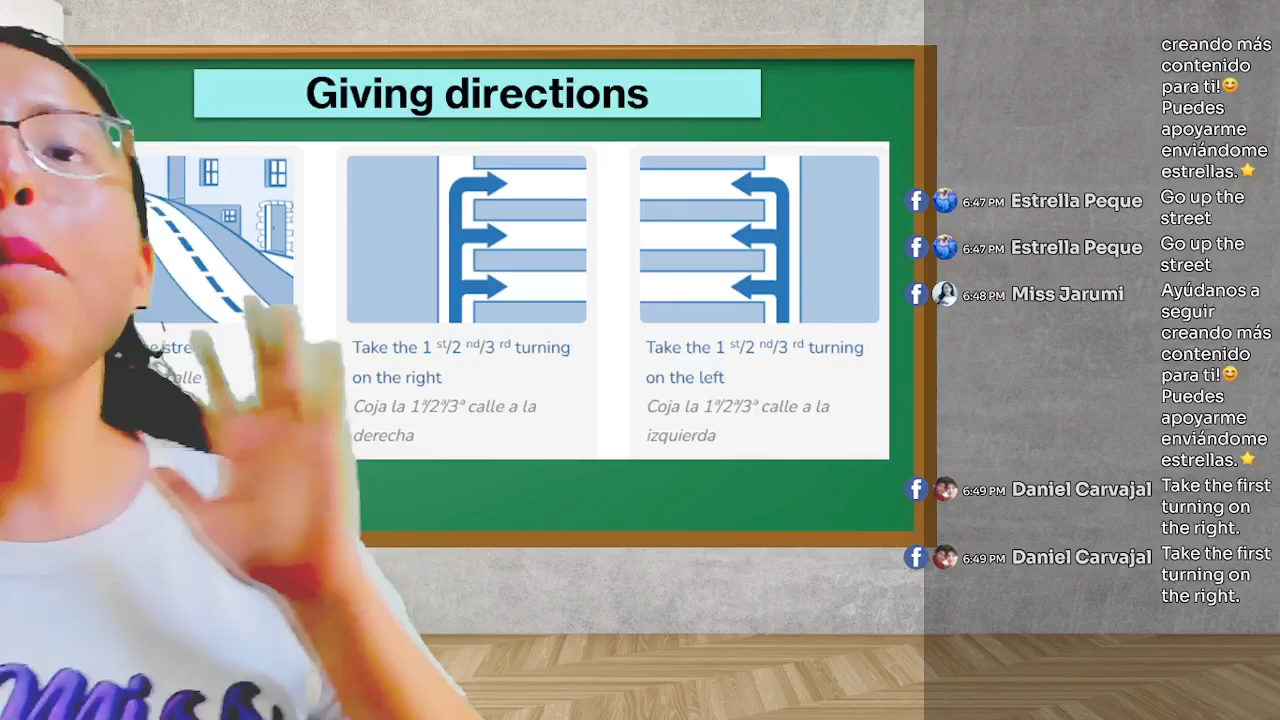 Giving directions
Take the 1 st/2 nd/3 rd turning
on the right
Coja la 1ª/2ª/3ª calle a la
derecha
Take the 1 st/2 nd/3 rd turning
on the left
Coja la 1ª/2ª/3ª calle a la
izquierda
Miss
creando más
contenido
para ti!😊
Puedes
apoyarme
enviándome
estrellas.⭐
6:47 PM Estrella Peque Go up the
street
6:47 PM Estrella Peque Go up the
street
6:48 PM Miss Jarumi Ayúdanos a
seguir
creando más
contenido
para ti!😊
Puedes
apoyarme
enviándome
estrellas.⭐
6:49 PM Daniel Carvajal Take the first
turning on
the right.
6:49 PM Daniel Carvajal Take the first
turning on
the right.